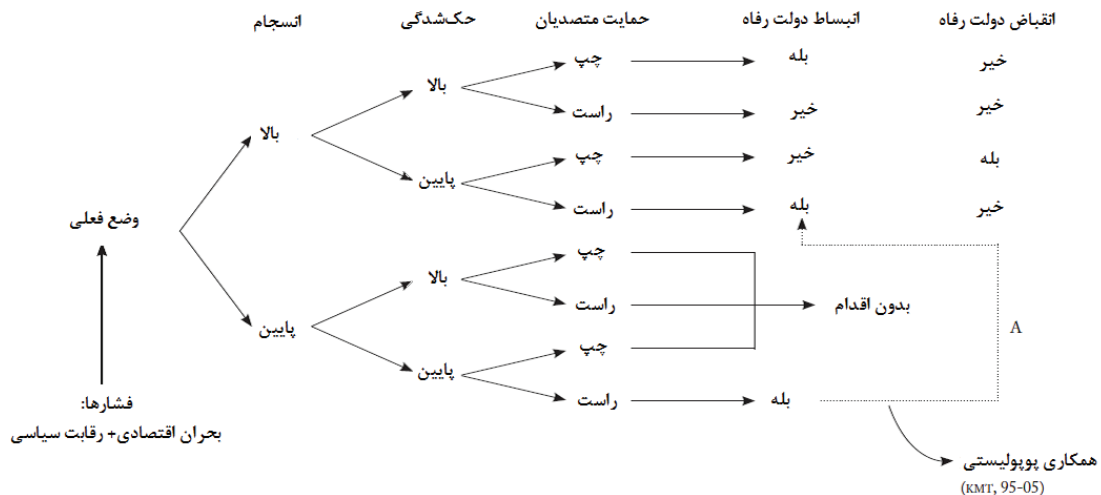 انسجام حک‌شدگی حمایت متصدیان انبساط دولت رفاه انقباض دولت رفاه
چپ بله خیر
بالا
راست خیر خیر
بالا
چپ خیر بله
پایین
راست بله خیر
وضع فعلی
چپ
بالا
راست بدون اقدام
پایین A
چپ
پایین
راست بله
فشارها:
بحران اقتصادی+ رقابت سیاسی
همکاری پوپولیستی
(KMT, 95-05)